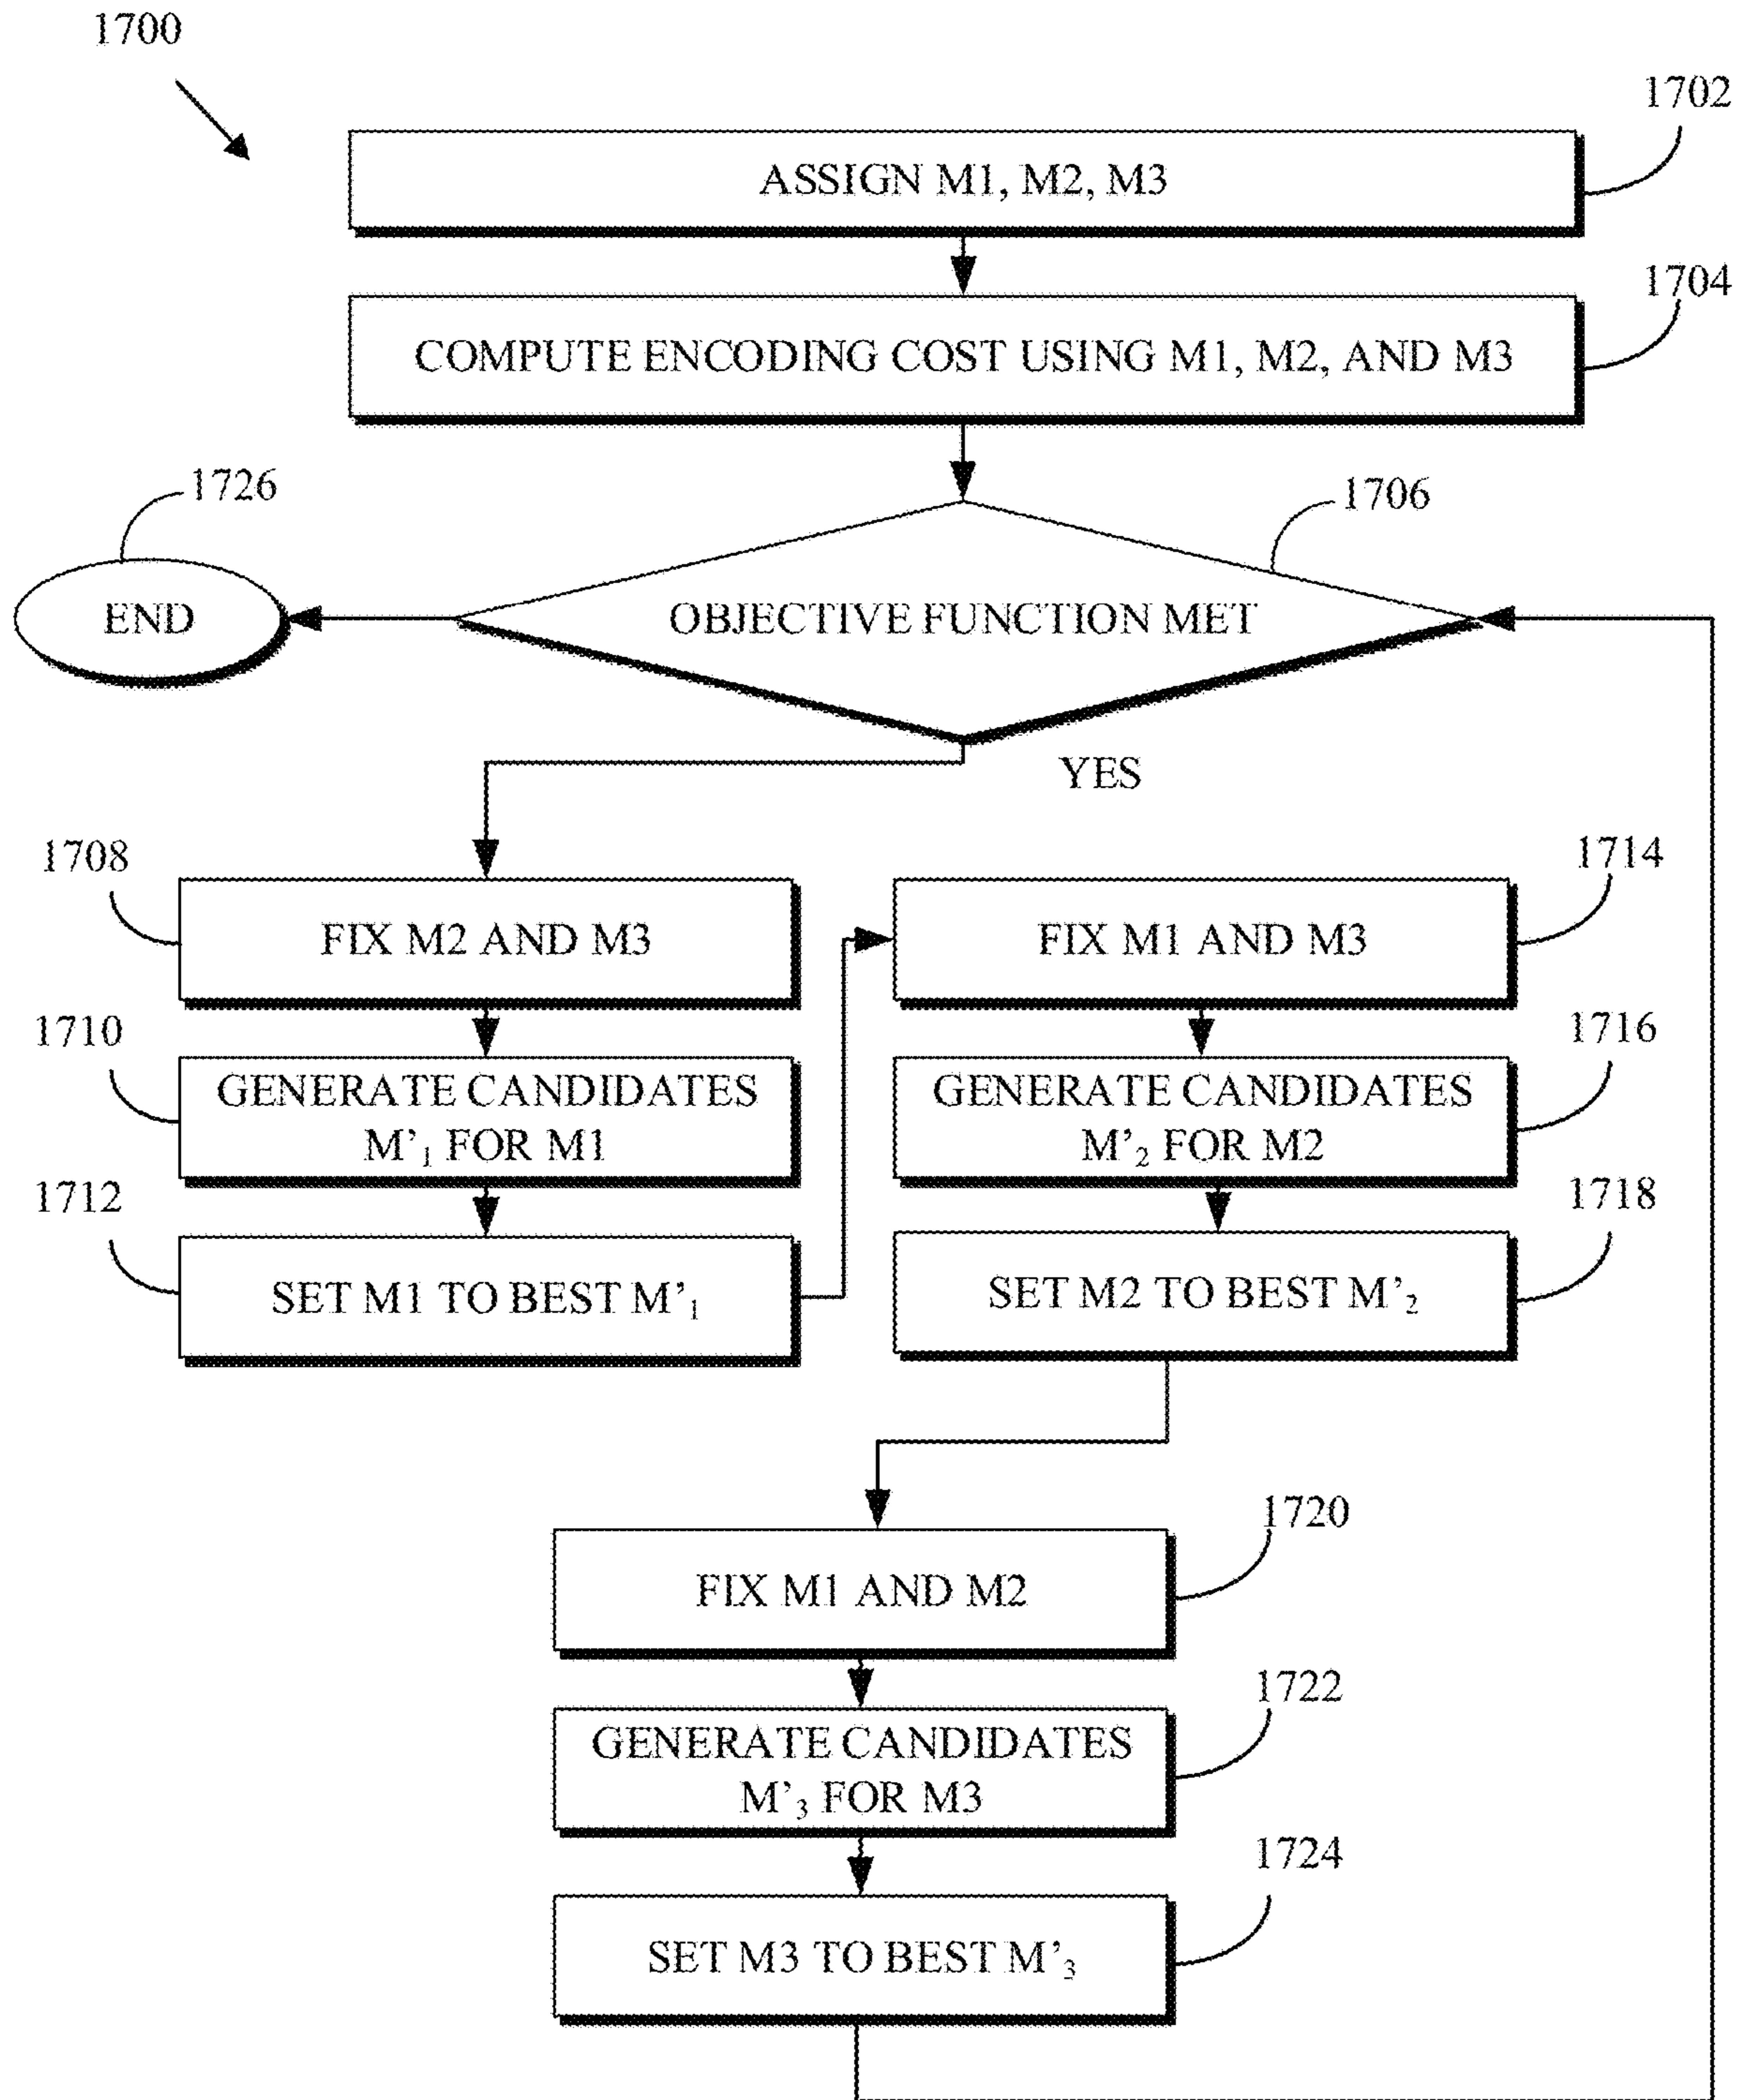 1700
1702
ASSIGN M1, M2, M3
1704
COMPUTE ENCODING COST USING M1, M2, AND M3
1726
1706
END
OBJECTIVE FUNCTION MET
YES
1708
1714
FIX M2 AND M3
FIX M1 AND M3
1710
1716
GENERATE CANDIDATES
M’₁ FOR M1
GENERATE CANDIDATES
M’₂ FOR M2
1712
1718
SET M1 TO BEST M’₁
SET M2 TO BEST M’₂
1720
FIX M1 AND M2
1722
GENERATE CANDIDATES
M’₃ FOR M3
1724
SET M3 TO BEST M’₃